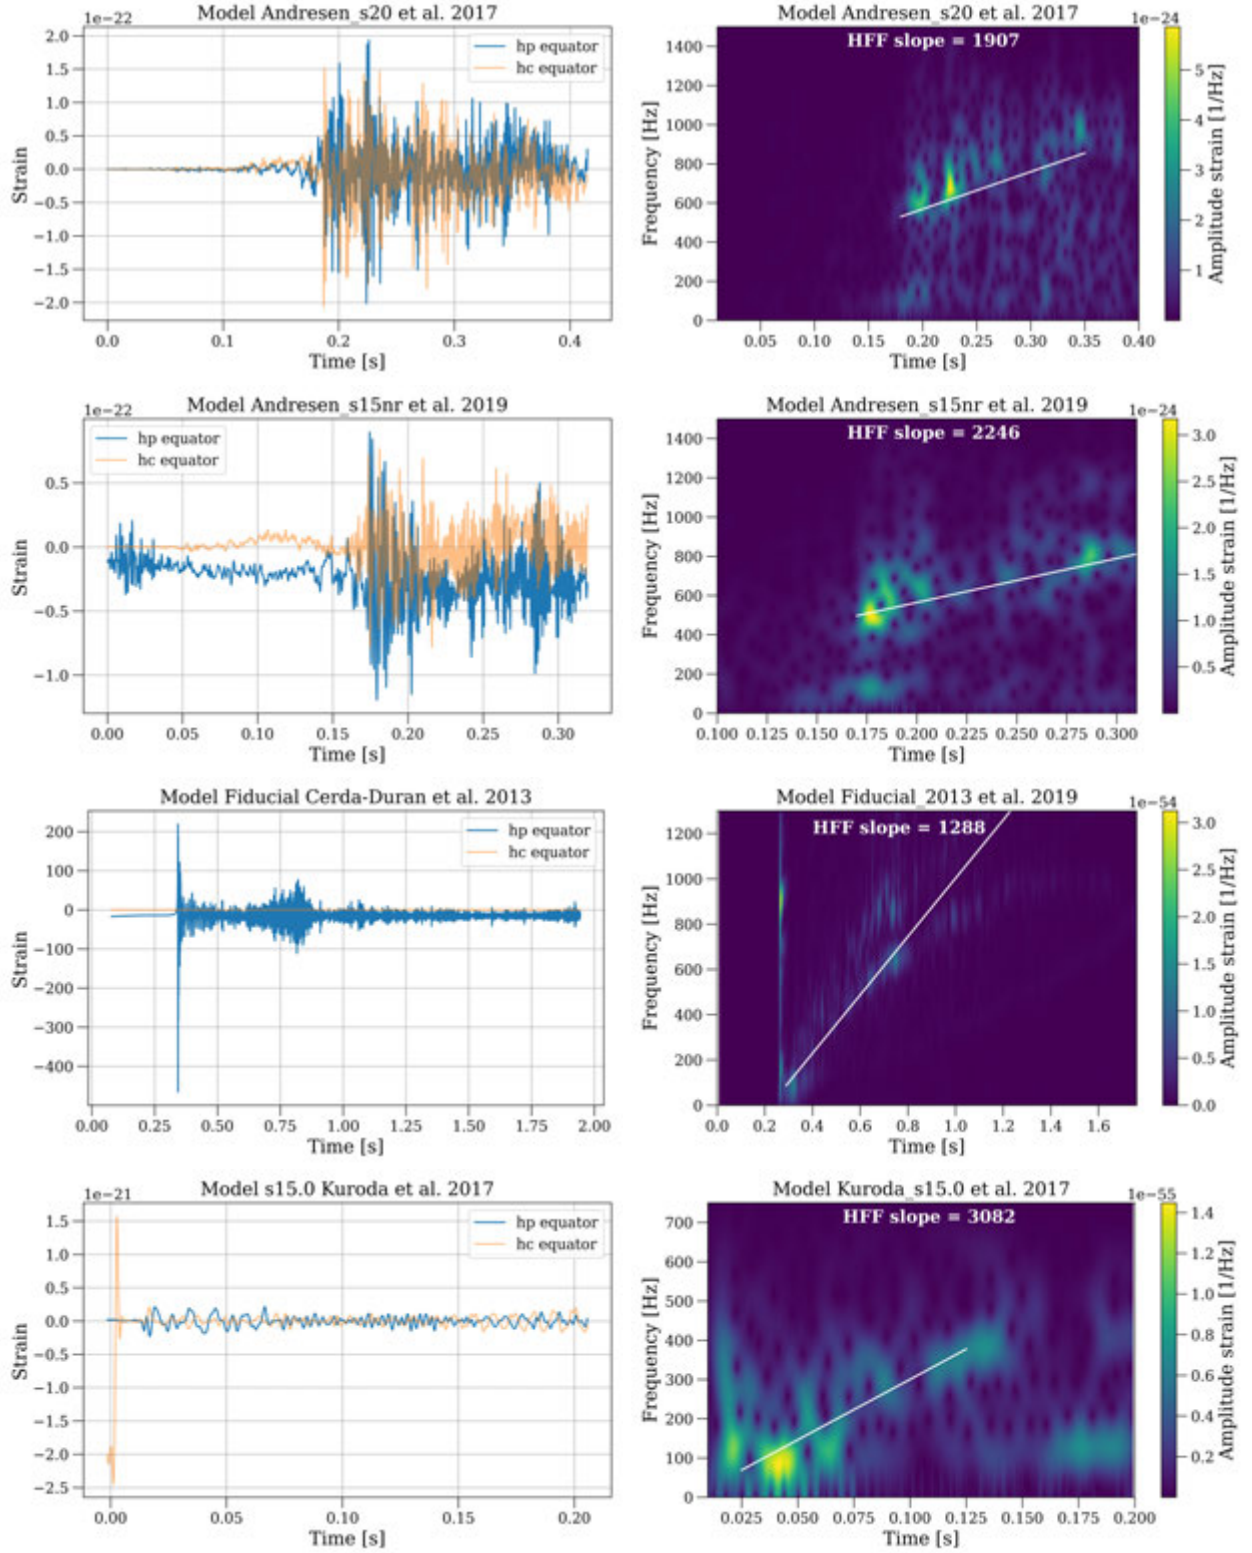 Model Andresen_s20 et al. 2017
1e−22
hp equator
hc equator
Strain
2.0
1.5
1.0
0.5
0.0
−0.5
−1.0
−1.5
−2.0
0.0 0.1 0.2 0.3 0.4
Time [s]
Model Andresen_s20 et al. 2017
1e−24
HFF slope = 1907
Frequency [Hz]
1400
1200
1000
800
600
400
200
0
0.05 0.10 0.15 0.20 0.25 0.30 0.35 0.40
Time [s]
5
4
3
2
1
Amplitude strain [1/Hz]
Model Andresen_s15nr et al. 2019
1e−22
hp equator
hc equator
Strain
0.5
0.0
−0.5
−1.0
0.00 0.05 0.10 0.15 0.20 0.25 0.30
Time [s]
Model Andresen_s15nr et al. 2019
1e−24
HFF slope = 2246
Frequency [Hz]
1400
1200
1000
800
600
400
200
0
0.100 0.125 0.150 0.175 0.200 0.225 0.250 0.275 0.300
Time [s]
3.0
2.5
2.0
1.5
1.0
0.5
Amplitude strain [1/Hz]
Model Fiducial Cerda-Duran et al. 2013
hp equator
hc equator
Strain
200
100
0
−100
−200
−300
−400
0.00 0.25 0.50 0.75 1.00 1.25 1.50 1.75 2.00
Time [s]
Model Fiducial_2013 et al. 2019
1e−54
HFF slope = 1288
Frequency [Hz]
1200
1000
800
600
400
200
0
0.0 0.2 0.4 0.6 0.8 1.0 1.2 1.4 1.6
Time [s]
3.0
2.5
2.0
1.5
1.0
0.5
0.0
Amplitude strain [1/Hz]
Model s15.0 Kuroda et al. 2017
1e−21
hp equator
hc equator
Strain
1.5
1.0
0.5
0.0
−0.5
−1.0
−1.5
−2.0
−2.5
0.00 0.05 0.10 0.15 0.20
Time [s]
Model Kuroda_s15.0 et al. 2017
1e−55
HFF slope = 3082
Frequency [Hz]
700
600
500
400
300
200
100
0
0.025 0.050 0.075 0.100 0.125 0.150 0.175 0.200
Time [s]
1.4
1.2
1.0
0.8
0.6
0.4
0.2
Amplitude strain [1/Hz]